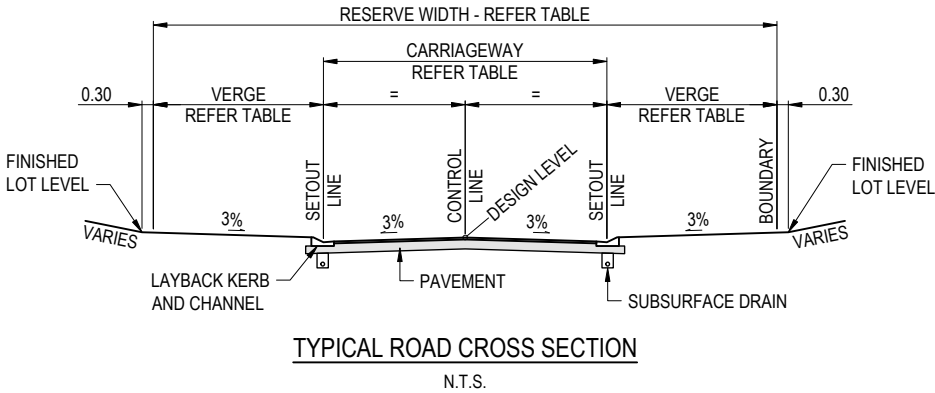 RESERVE WIDTH - REFER TABLE
CARRIAGEWAY
REFER TABLE
0.30
VERGE
REFER TABLE
=
=
VERGE
REFER TABLE
0.30
FINISHED
LOT LEVEL
SETOUT
LINE
CONTROL
LINE
DESIGN LEVEL
SETOUT
LINE
BOUNDARY
FINISHED
LOT LEVEL
VARIES
3%
3%
3%
3%
VARIES
LAYBACK KERB
AND CHANNEL
PAVEMENT
SUBSURFACE DRAIN
TYPICAL ROAD CROSS SECTION
N.T.S.